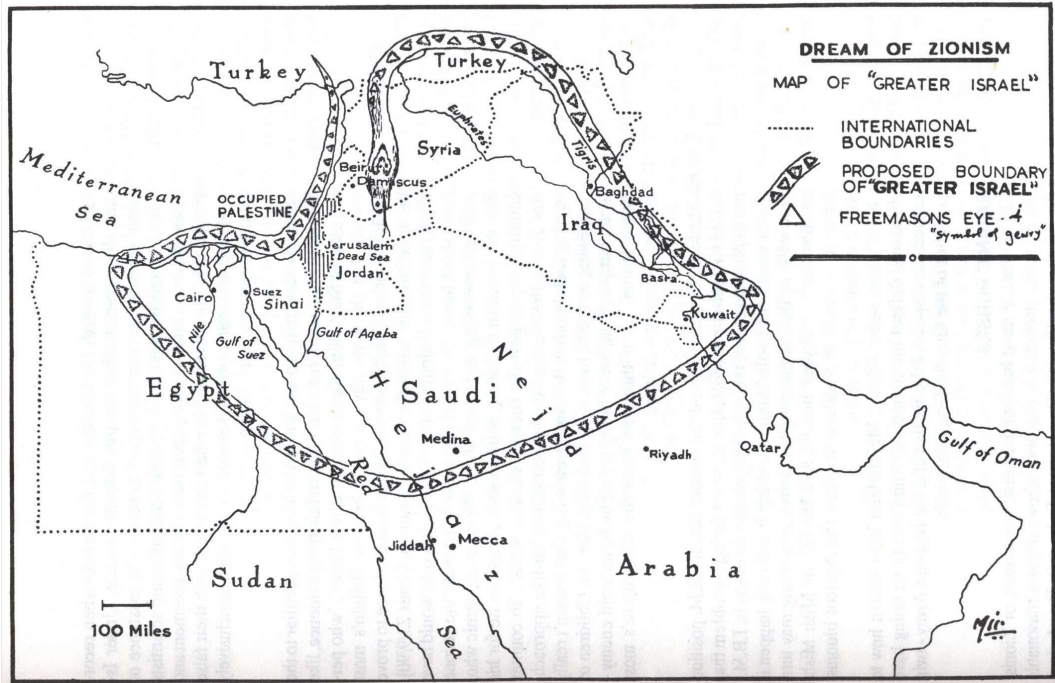 DREAM OF ZIONISM
MAP OF "GREATER ISRAEL"
INTERNATIONAL
BOUNDARIES
PROPOSED BOUNDARY
OF "GREATER ISRAEL"
FREEMASONS EYE -
"Symbol of gewry"
Turkey
Turkey
Mediterranean
Sea
OCCUPIED
PALESTINE
Beirut
Damascus
Syria
Euphrates
Tigris
Baghdad
Iraq
Basra
Kuwait
Jerusalem
Dead Sea
Jordan
Cairo
Suez
Sinai
Nile
Gulf of
Suez
Gulf of Aqaba
Egypt
Saudi
Nejd
Hejaz
Medina
Riyadh
Qatar
Gulf of Oman
Red
Sea
Jiddah
Mecca
Arabia
Sudan
100 Miles